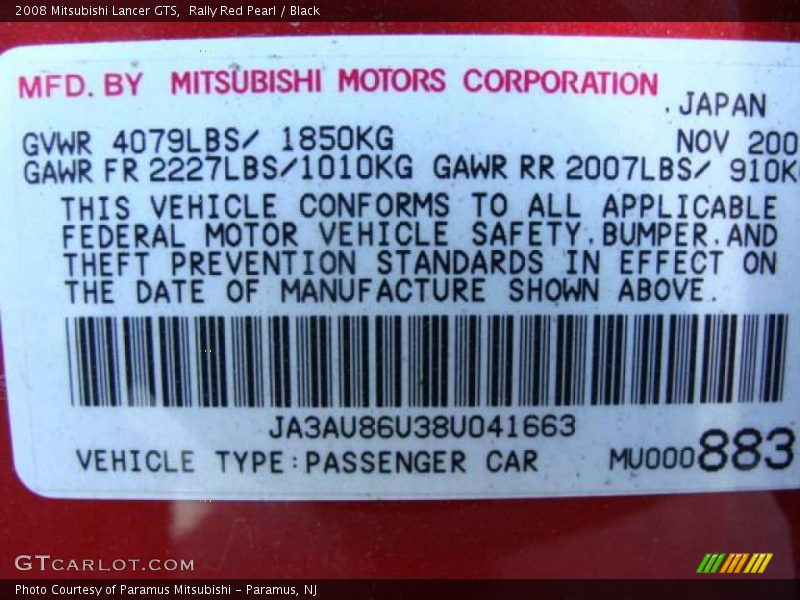 2008 Mitsubishi Lancer GTS,  Rally Red Pearl / Black
MFD. BY MITSUBISHI MOTORS CORPORATION
.JAPAN
GVWR 4079LBS/ 1850KG NOV 200
GAWR FR 2227LBS/1010KG GAWR RR 2007LBS/ 910K
THIS VEHICLE CONFORMS TO ALL APPLICABLE
FEDERAL MOTOR VEHICLE SAFETY.BUMPER.AND
THEFT PREVENTION STANDARDS IN EFFECT ON
THE DATE OF MANUFACTURE SHOWN ABOVE.
JA3AU86U38U041663
VEHICLE TYPE:PASSENGER CAR MU000883
GTCARLOT.COM
Photo Courtesy of Paramus Mitsubishi - Paramus, NJ